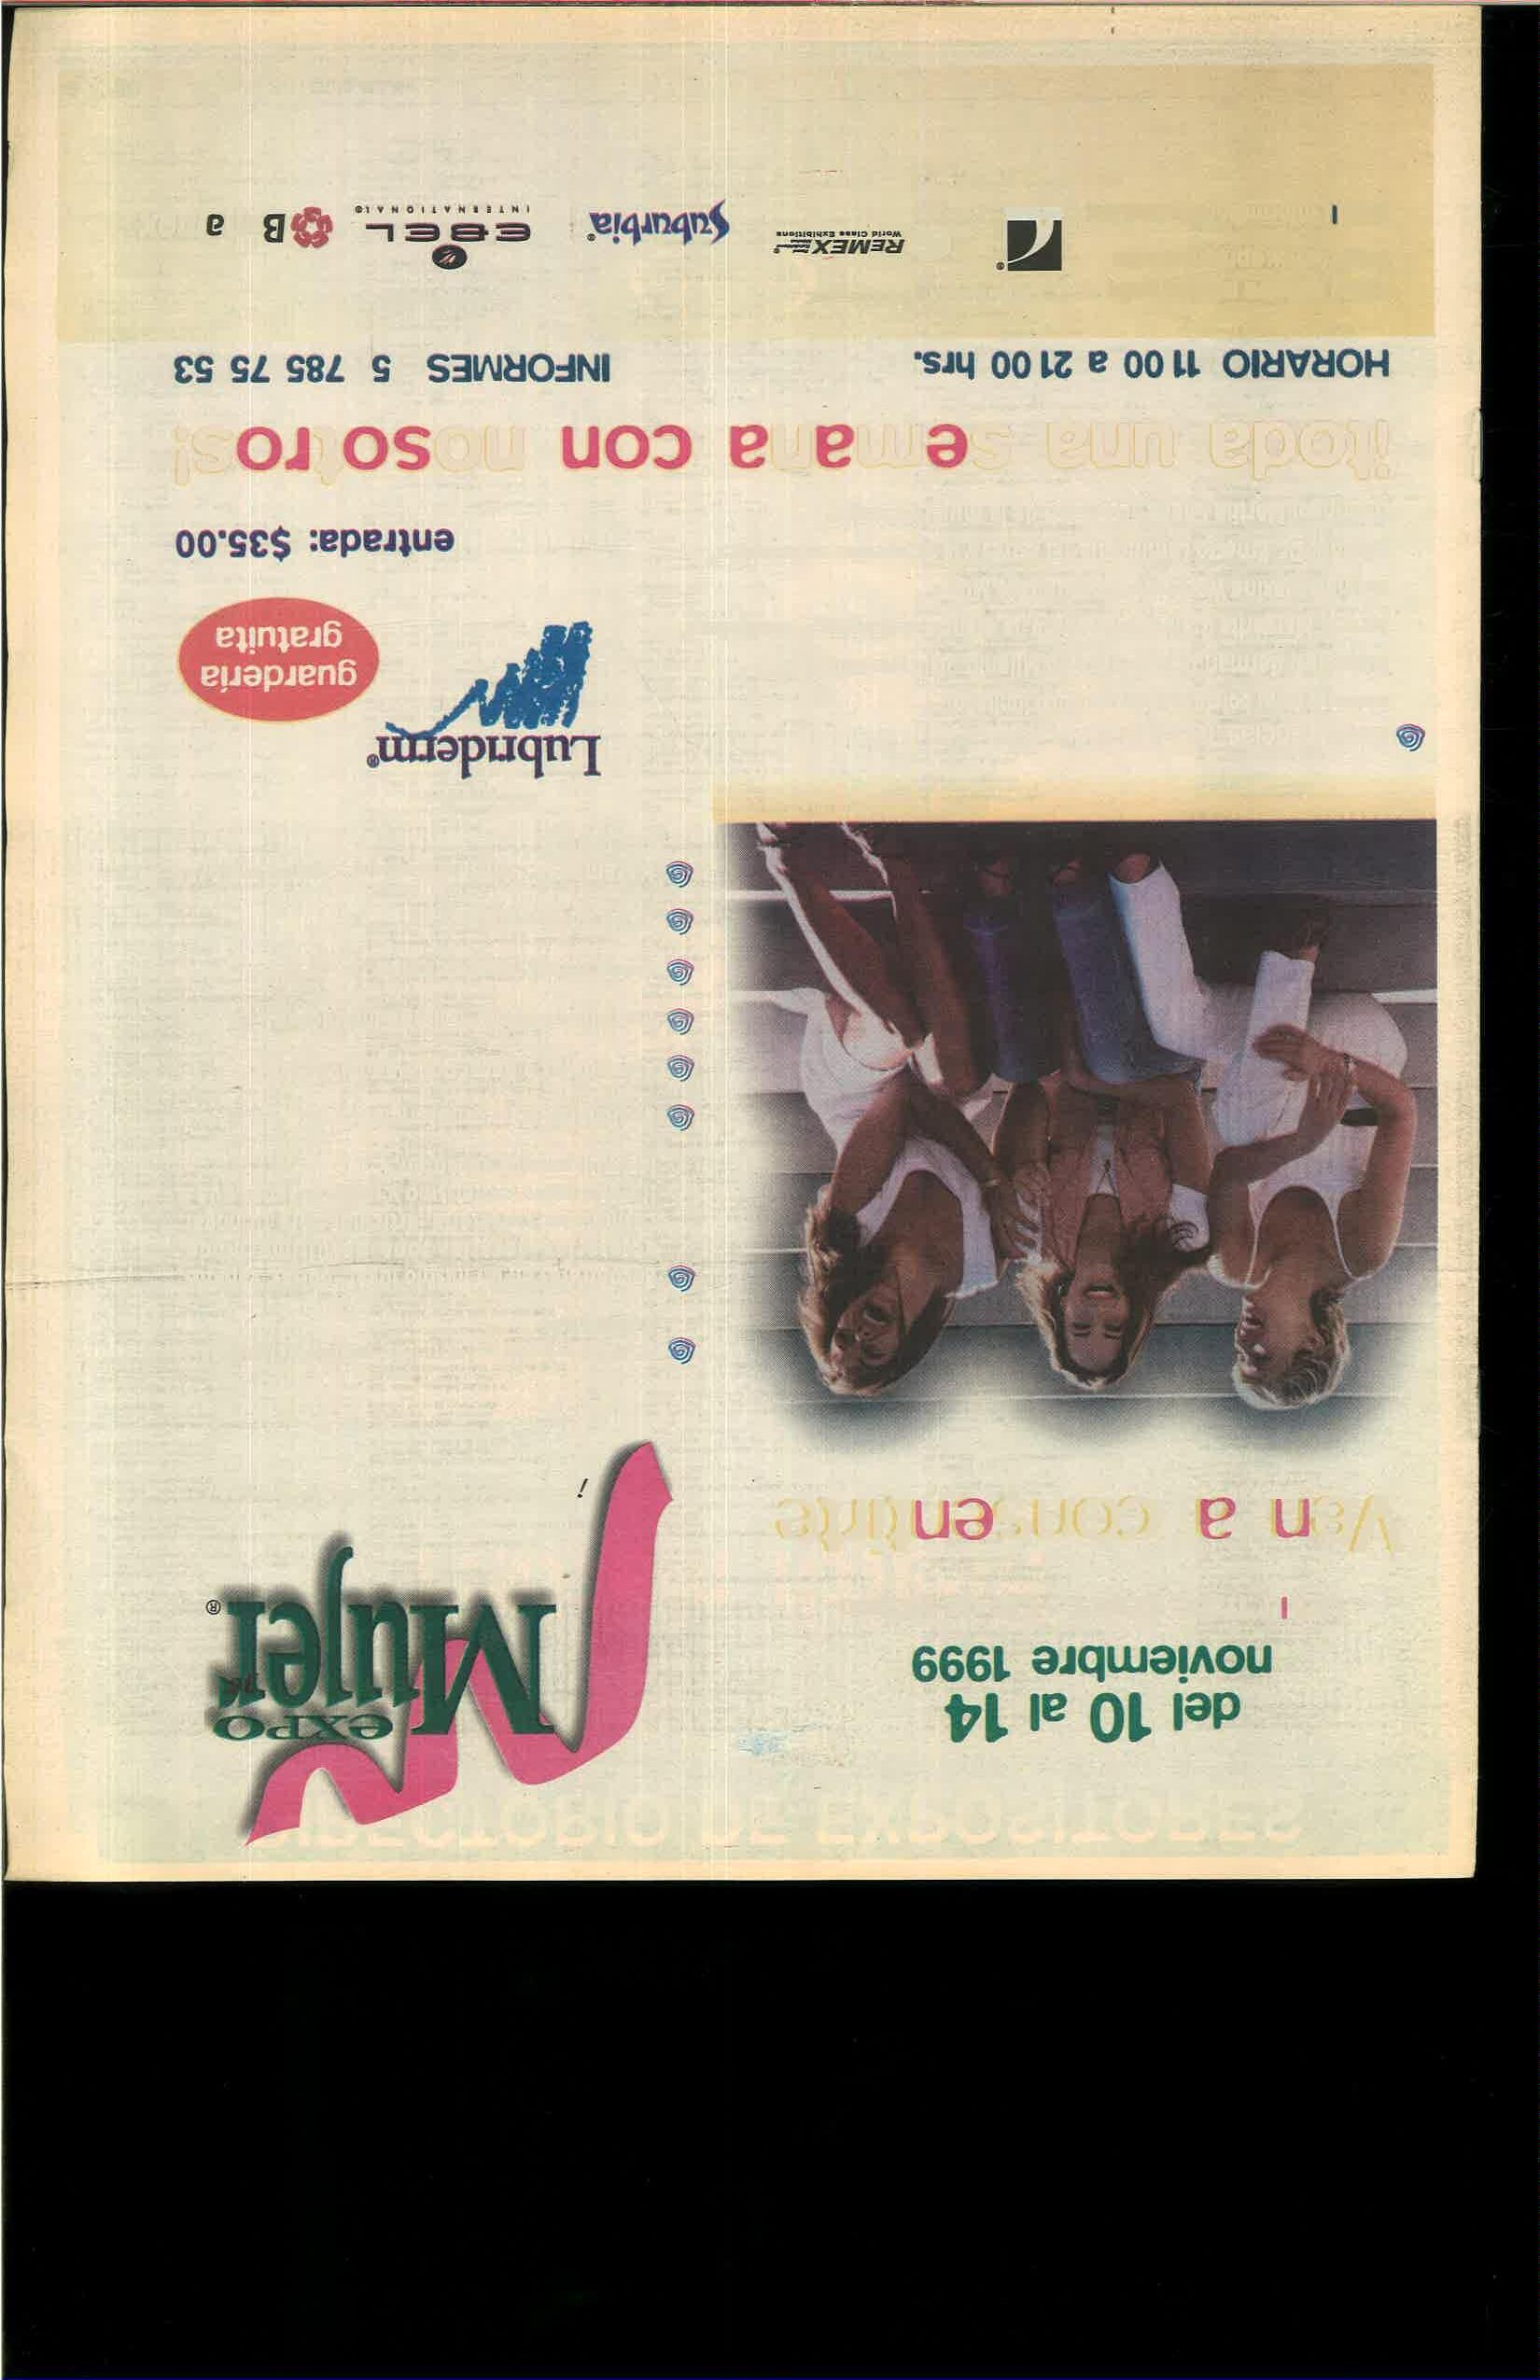 del 10 al 14
noviembre 1999
expo
Mujer®
Ven a consentirte
Lubriderm®
guardería
gratuita
entrada: $35.00
¡toda una semana con nosotros!
HORARIO 11 00 a 21 00 hrs.
INFORMES 5 785 75 53
REMEX®
World Class Exhibitions
Suburbia®
EBEL
INTERNATIONAL®
B a
DIRECTORIO DE EXPOSITORES